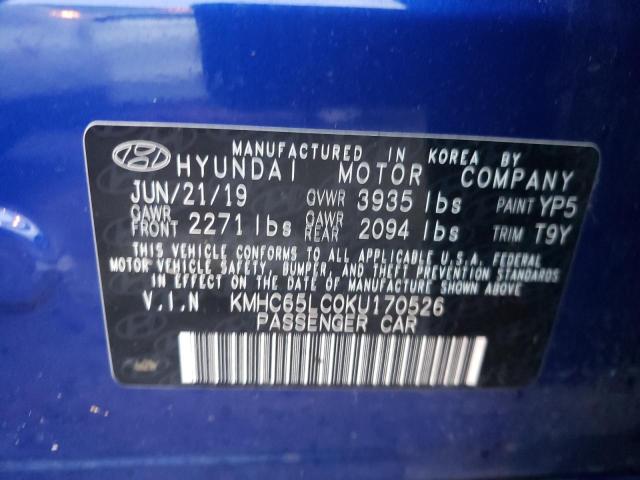 MANUFACTURED IN KOREA BY
HYUNDAI MOTOR COMPANY
JUN/21/19 GVWR 3935 lbs PAINT YP5
GAWR FRONT 2271 lbs GAWR REAR 2094 lbs TRIM T9Y
THIS VEHICLE CONFORMS TO ALL APPLICABLE U.S.A. FEDERAL
MOTOR VEHICLE SAFETY, BUMPER, AND THEFT PREVENTION STANDARDS
IN EFFECT ON THE DATE OF MANUFACTURE SHOWN ABOVE.
V.I.N KMHC65LC0KU170526
PASSENGER CAR